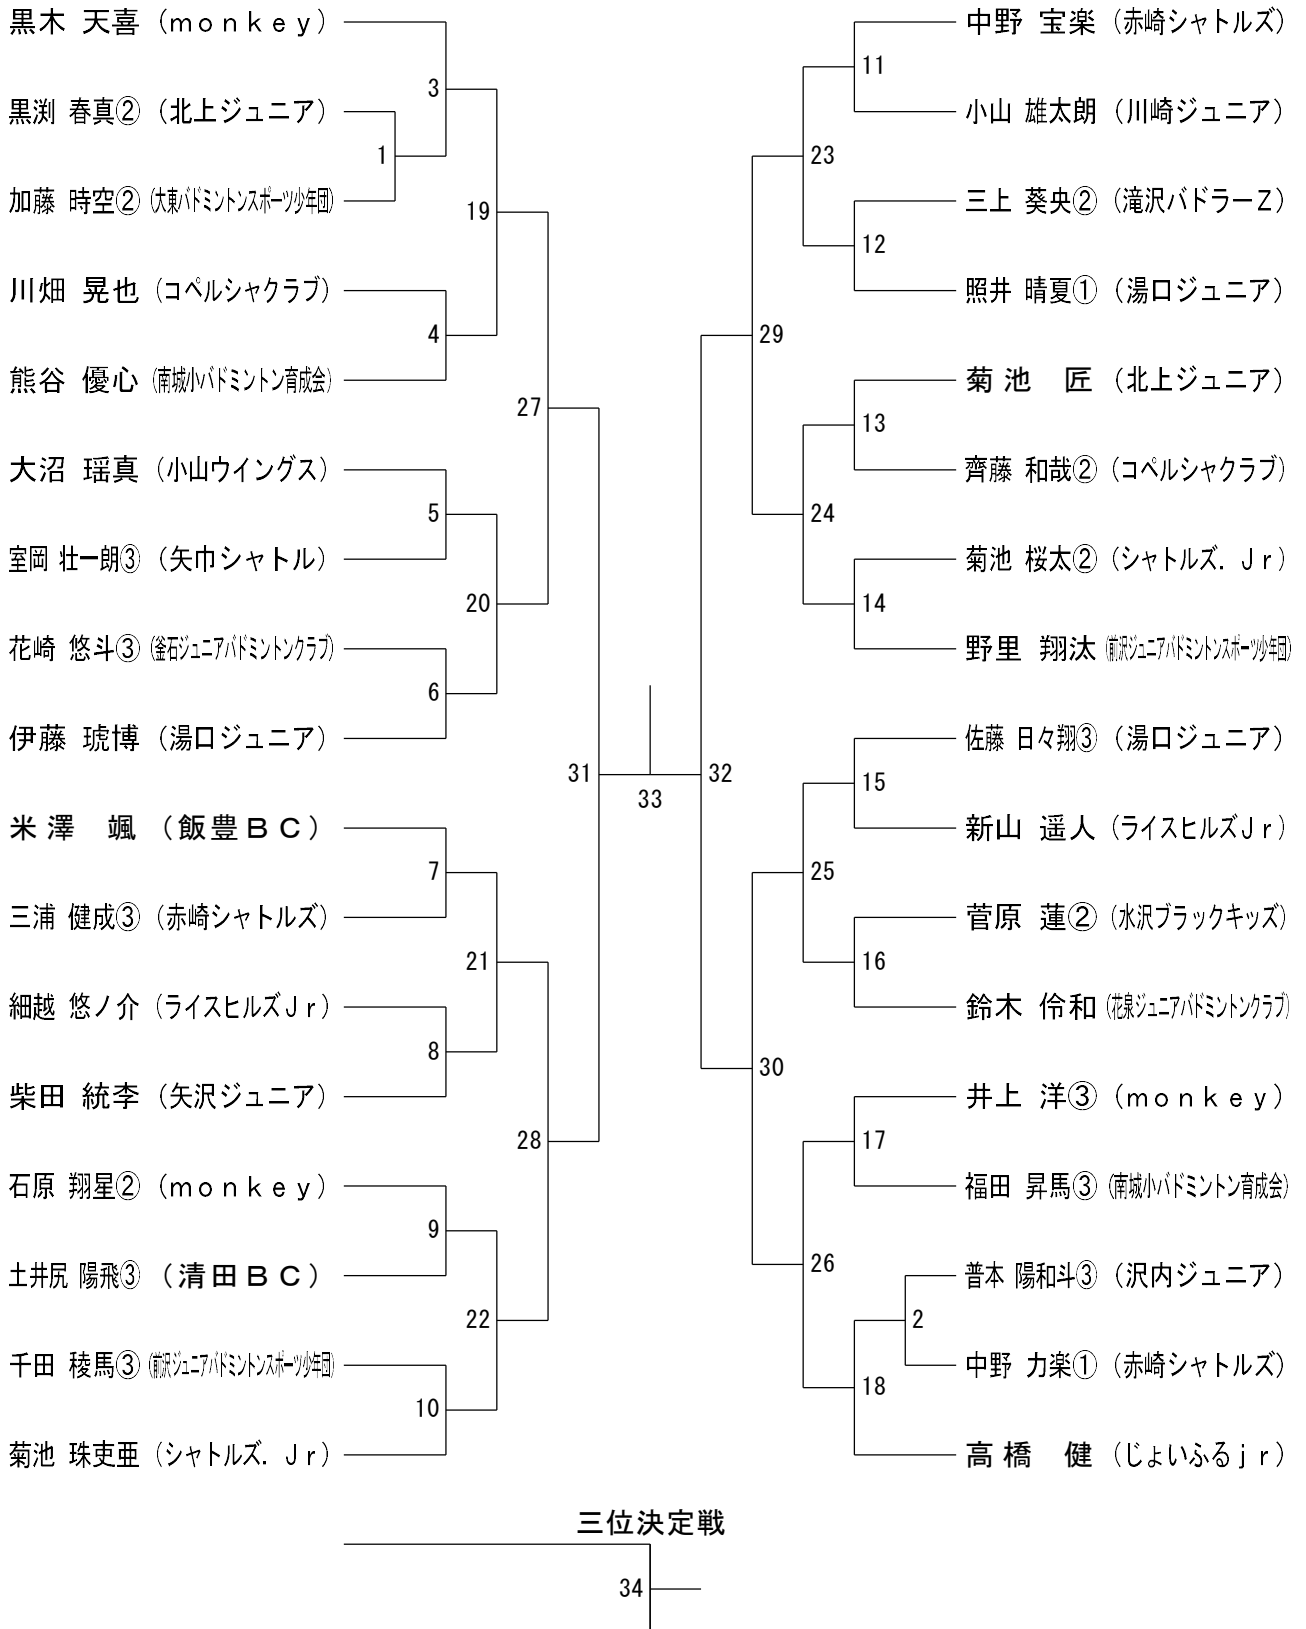 黒木 天喜 （ｍｏｎｋｅｙ）
3
黒渕 春真② （北上ジュニア）
1
加藤 時空② （大東バドミントンスポーツ少年団）
19
川畑 晃也 （コペルシャクラブ）
4
熊谷 優心 （南城小バドミントン育成会）
27
大沼 瑶真 （小山ウイングス）
5
室岡 壮一朗③ （矢巾シャトル）
20
花崎 悠斗③ （釜石ジュニアバドミントンクラブ）
6
伊藤 琥博 （湯口ジュニア）
31
米澤 颯 （飯豊ＢＣ）
7
三浦 健成③ （赤崎シャトルズ）
21
細越 悠ノ介 （ライスヒルズＪｒ）
8
柴田 統李 （矢沢ジュニア）
28
石原 翔星② （ｍｏｎｋｅｙ）
9
土井尻 陽飛③ （清田ＢＣ）
22
千田 稜馬③ （前沢ジュニアバドミントンスポーツ少年団）
10
菊池 珠吏亜 （シャトルズ．Ｊｒ）
33
中野 宝楽 （赤崎シャトルズ）
11
小山 雄太朗 （川崎ジュニア）
23
三上 葵央② （滝沢バドラーＺ）
12
照井 晴夏① （湯口ジュニア）
29
菊池 匠 （北上ジュニア）
13
齊藤 和哉② （コペルシャクラブ）
24
菊池 桜太② （シャトルズ．Ｊｒ）
14
野里 翔汰 （前沢ジュニアバドミントンスポーツ少年団）
32
佐藤 日々翔③ （湯口ジュニア）
15
新山 遥人 （ライスヒルズＪｒ）
25
菅原 蓮② （水沢ブラックキッズ）
16
鈴木 伶和 （花泉ジュニアバドミントンクラブ）
30
井上 洋③ （ｍｏｎｋｅｙ）
17
福田 昇馬③ （南城小バドミントン育成会）
26
普本 陽和斗③ （沢内ジュニア）
2
中野 力楽① （赤崎シャトルズ）
18
高橋 健 （じょいふるｊｒ）
三位決定戦
34